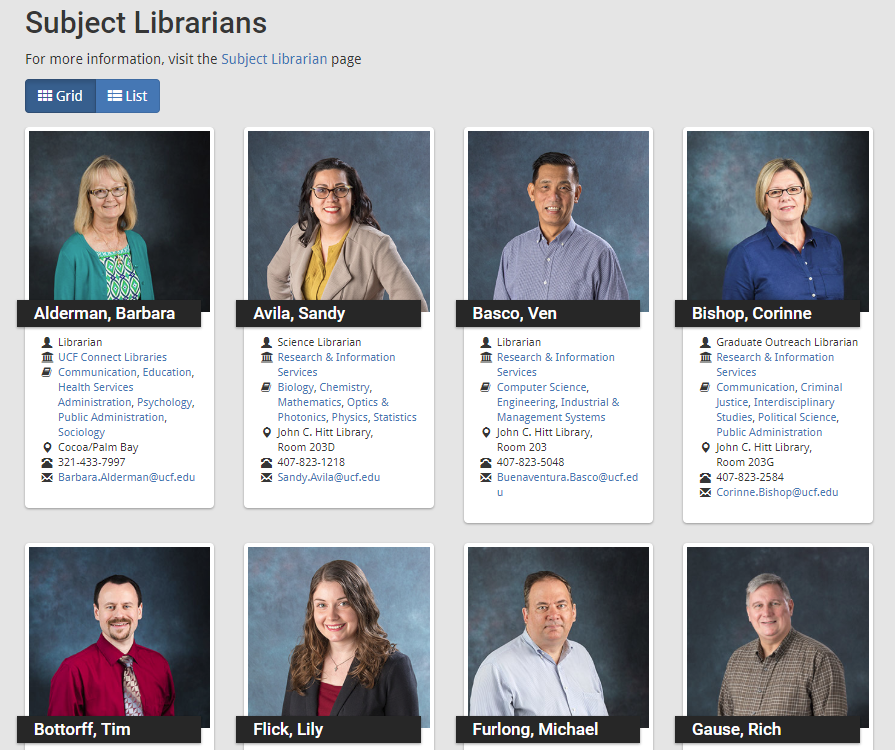 Subject Librarians
For more information, visit the Subject Librarian page
Grid
List
Alderman, Barbara
Librarian
UCF Connect Libraries
Communication, Education,
Health Services
Administration, Psychology,
Public Administration,
Sociology
Cocoa/Palm Bay
321-433-7997
Barbara.Alderman@ucf.edu
Avila, Sandy
Science Librarian
Research & Information
Services
Biology, Chemistry,
Mathematics, Optics &
Photonics, Physics, Statistics
John C. Hitt Library,
Room 203D
407-823-1218
Sandy.Avila@ucf.edu
Basco, Ven
Librarian
Research & Information
Services
Computer Science,
Engineering, Industrial &
Management Systems
John C. Hitt Library,
Room 203
407-823-5048
Buenaventura.Basco@ucf.ed
u
Bishop, Corinne
Graduate Outreach Librarian
Research & Information
Services
Communication, Criminal
Justice, Interdisciplinary
Studies, Political Science,
Public Administration
John C. Hitt Library,
Room 203G
407-823-2584
Corinne.Bishop@ucf.edu
Bottorff, Tim
Flick, Lily
Furlong, Michael
Gause, Rich